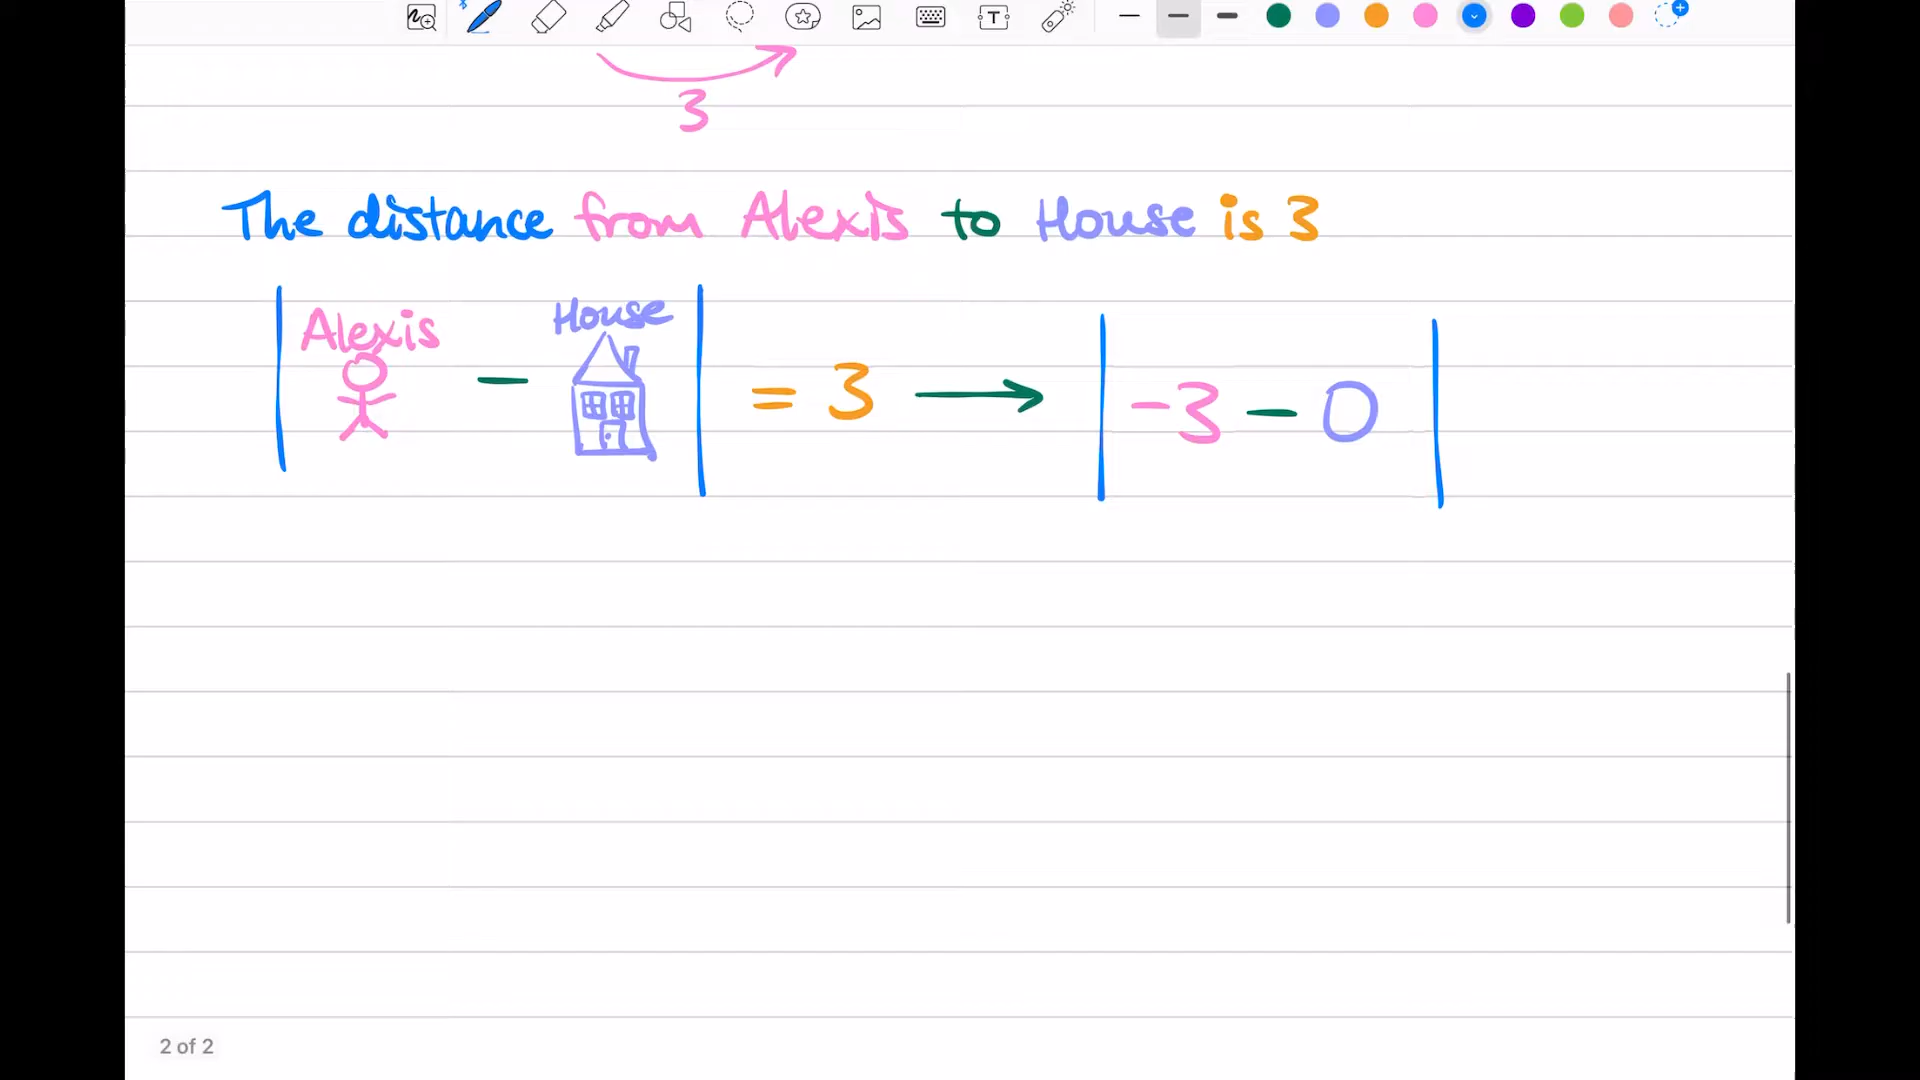 3
The distance from Alexis to House is 3
| Alexis - House | = 3 → | -3 - 0 |
2 of 2